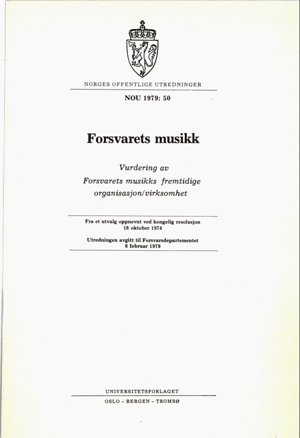 NORGES OFFENTLIGE UTREDNINGER
NOU 1979: 50
Forsvarets musikk
Vurdering av
Forsvarets musikks fremtidige
organisasjon/virksomhet
Fra et utvalg oppnevnt ved kongelig resolusjon
18 oktober 1974
Utredningen avgitt til Forsvarsdepartementet
8 februar 1979
UNIVERSITETSFORLAGET
OSLO - BERGEN - TROMSØ